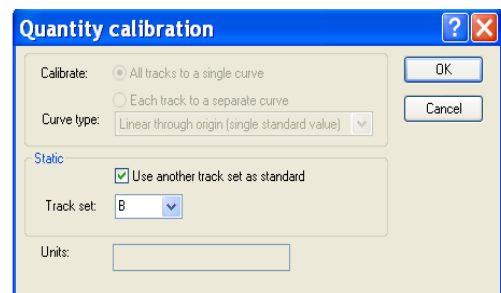 Quantity calibration
Calibrate: All tracks to a single curve
Each track to a separate curve
Curve type: Linear through origin (single standard value)
OK
Cancel
Static
Use another track set as standard
Track set: B
Units: